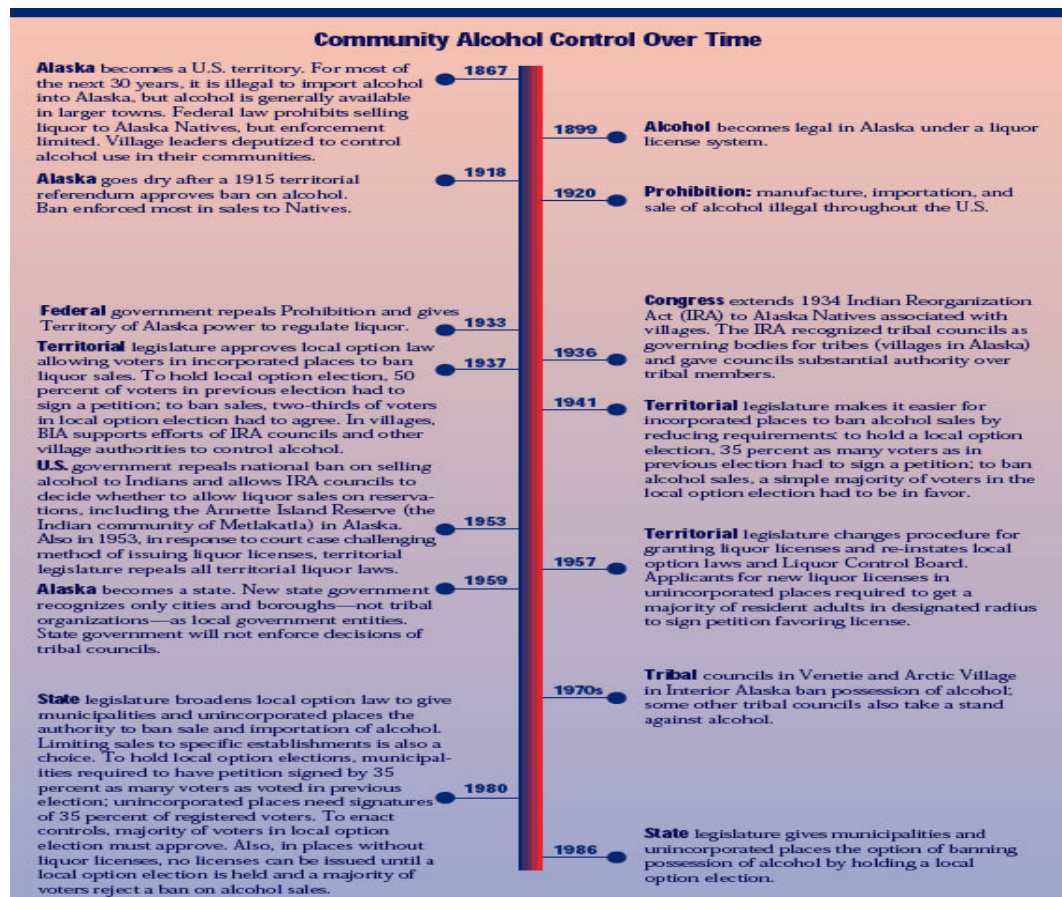 Community Alcohol Control Over Time
Alaska becomes a U.S. territory. For most of
the next 30 years, it is illegal to import alcohol
into Alaska, but alcohol is generally available
in larger towns. Federal law prohibits selling
liquor to Alaska Natives, but enforcement
limited. Village leaders deputized to control
alcohol use in their communities.
1867
1899
Alcohol becomes legal in Alaska under a liquor
license system.
Alaska goes dry after a 1915 territorial
referendum approves ban on alcohol.
Ban enforced most in sales to Natives.
1918
1920
Prohibition: manufacture, importation, and
sale of alcohol illegal throughout the U.S.
Federal government repeals Prohibition and gives
Territory of Alaska power to regulate liquor.
1933
Congress extends 1934 Indian Reorganization
Act (IRA) to Alaska Natives associated with
villages. The IRA recognized tribal councils as
governing bodies for tribes (villages in Alaska)
and gave councils substantial authority over
tribal members.
1936
Territorial legislature approves local option law
allowing voters in incorporated places to ban
liquor sales. To hold local option election, 50
percent of voters in previous election had to
sign a petition; to ban sales, two-thirds of voters
in local option election had to agree. In villages,
BIA supports efforts of IRA councils and other
village authorities to control alcohol.
1937
1941
Territorial legislature makes it easier for
incorporated places to ban alcohol sales by
reducing requirements: to hold a local option
election, 35 percent as many voters as in
previous election had to sign a petition; to ban
alcohol sales, a simple majority of voters in the
local option election had to be in favor.
U.S. government repeals national ban on selling
alcohol to Indians and allows IRA councils to
decide whether to allow liquor sales on reserva-
tions, including the Annette Island Reserve (the
Indian community of Metlakatla) in Alaska.
Also in 1953, in response to court case challenging
method of issuing liquor licenses, territorial
legislature repeals all territorial liquor laws.
1953
1957
Territorial legislature changes procedure for
granting liquor licenses and re-instates local
option laws and Liquor Control Board.
Applicants for new liquor licenses in
unincorporated places required to get a
majority of resident adults in designated radius
to sign petition favoring license.
1959
Alaska becomes a state. New state government
recognizes only cities and boroughs—not tribal
organizations—as local government entities.
State government will not enforce decisions of
tribal councils.
1970s
Tribal councils in Venetie and Arctic Village
in Interior Alaska ban possession of alcohol;
some other tribal councils also take a stand
against alcohol.
State legislature broadens local option law to give
municipalities and unincorporated places the
authority to ban sale and importation of alcohol.
Limiting sales to specific establishments is also a
choice. To hold local option elections, municipal-
ities required to have petition signed by 35
percent as many voters as voted in previous
election; unincorporated places need signatures
of 35 percent of registered voters. To enact
controls, majority of voters in local option
election must approve. Also, in places without
liquor licenses, no licenses can be issued until a
local option election is held and a majority of
voters reject a ban on alcohol sales.
1980
1986
State legislature gives municipalities and
unincorporated places the option of banning
possession of alcohol by holding a local
option election.